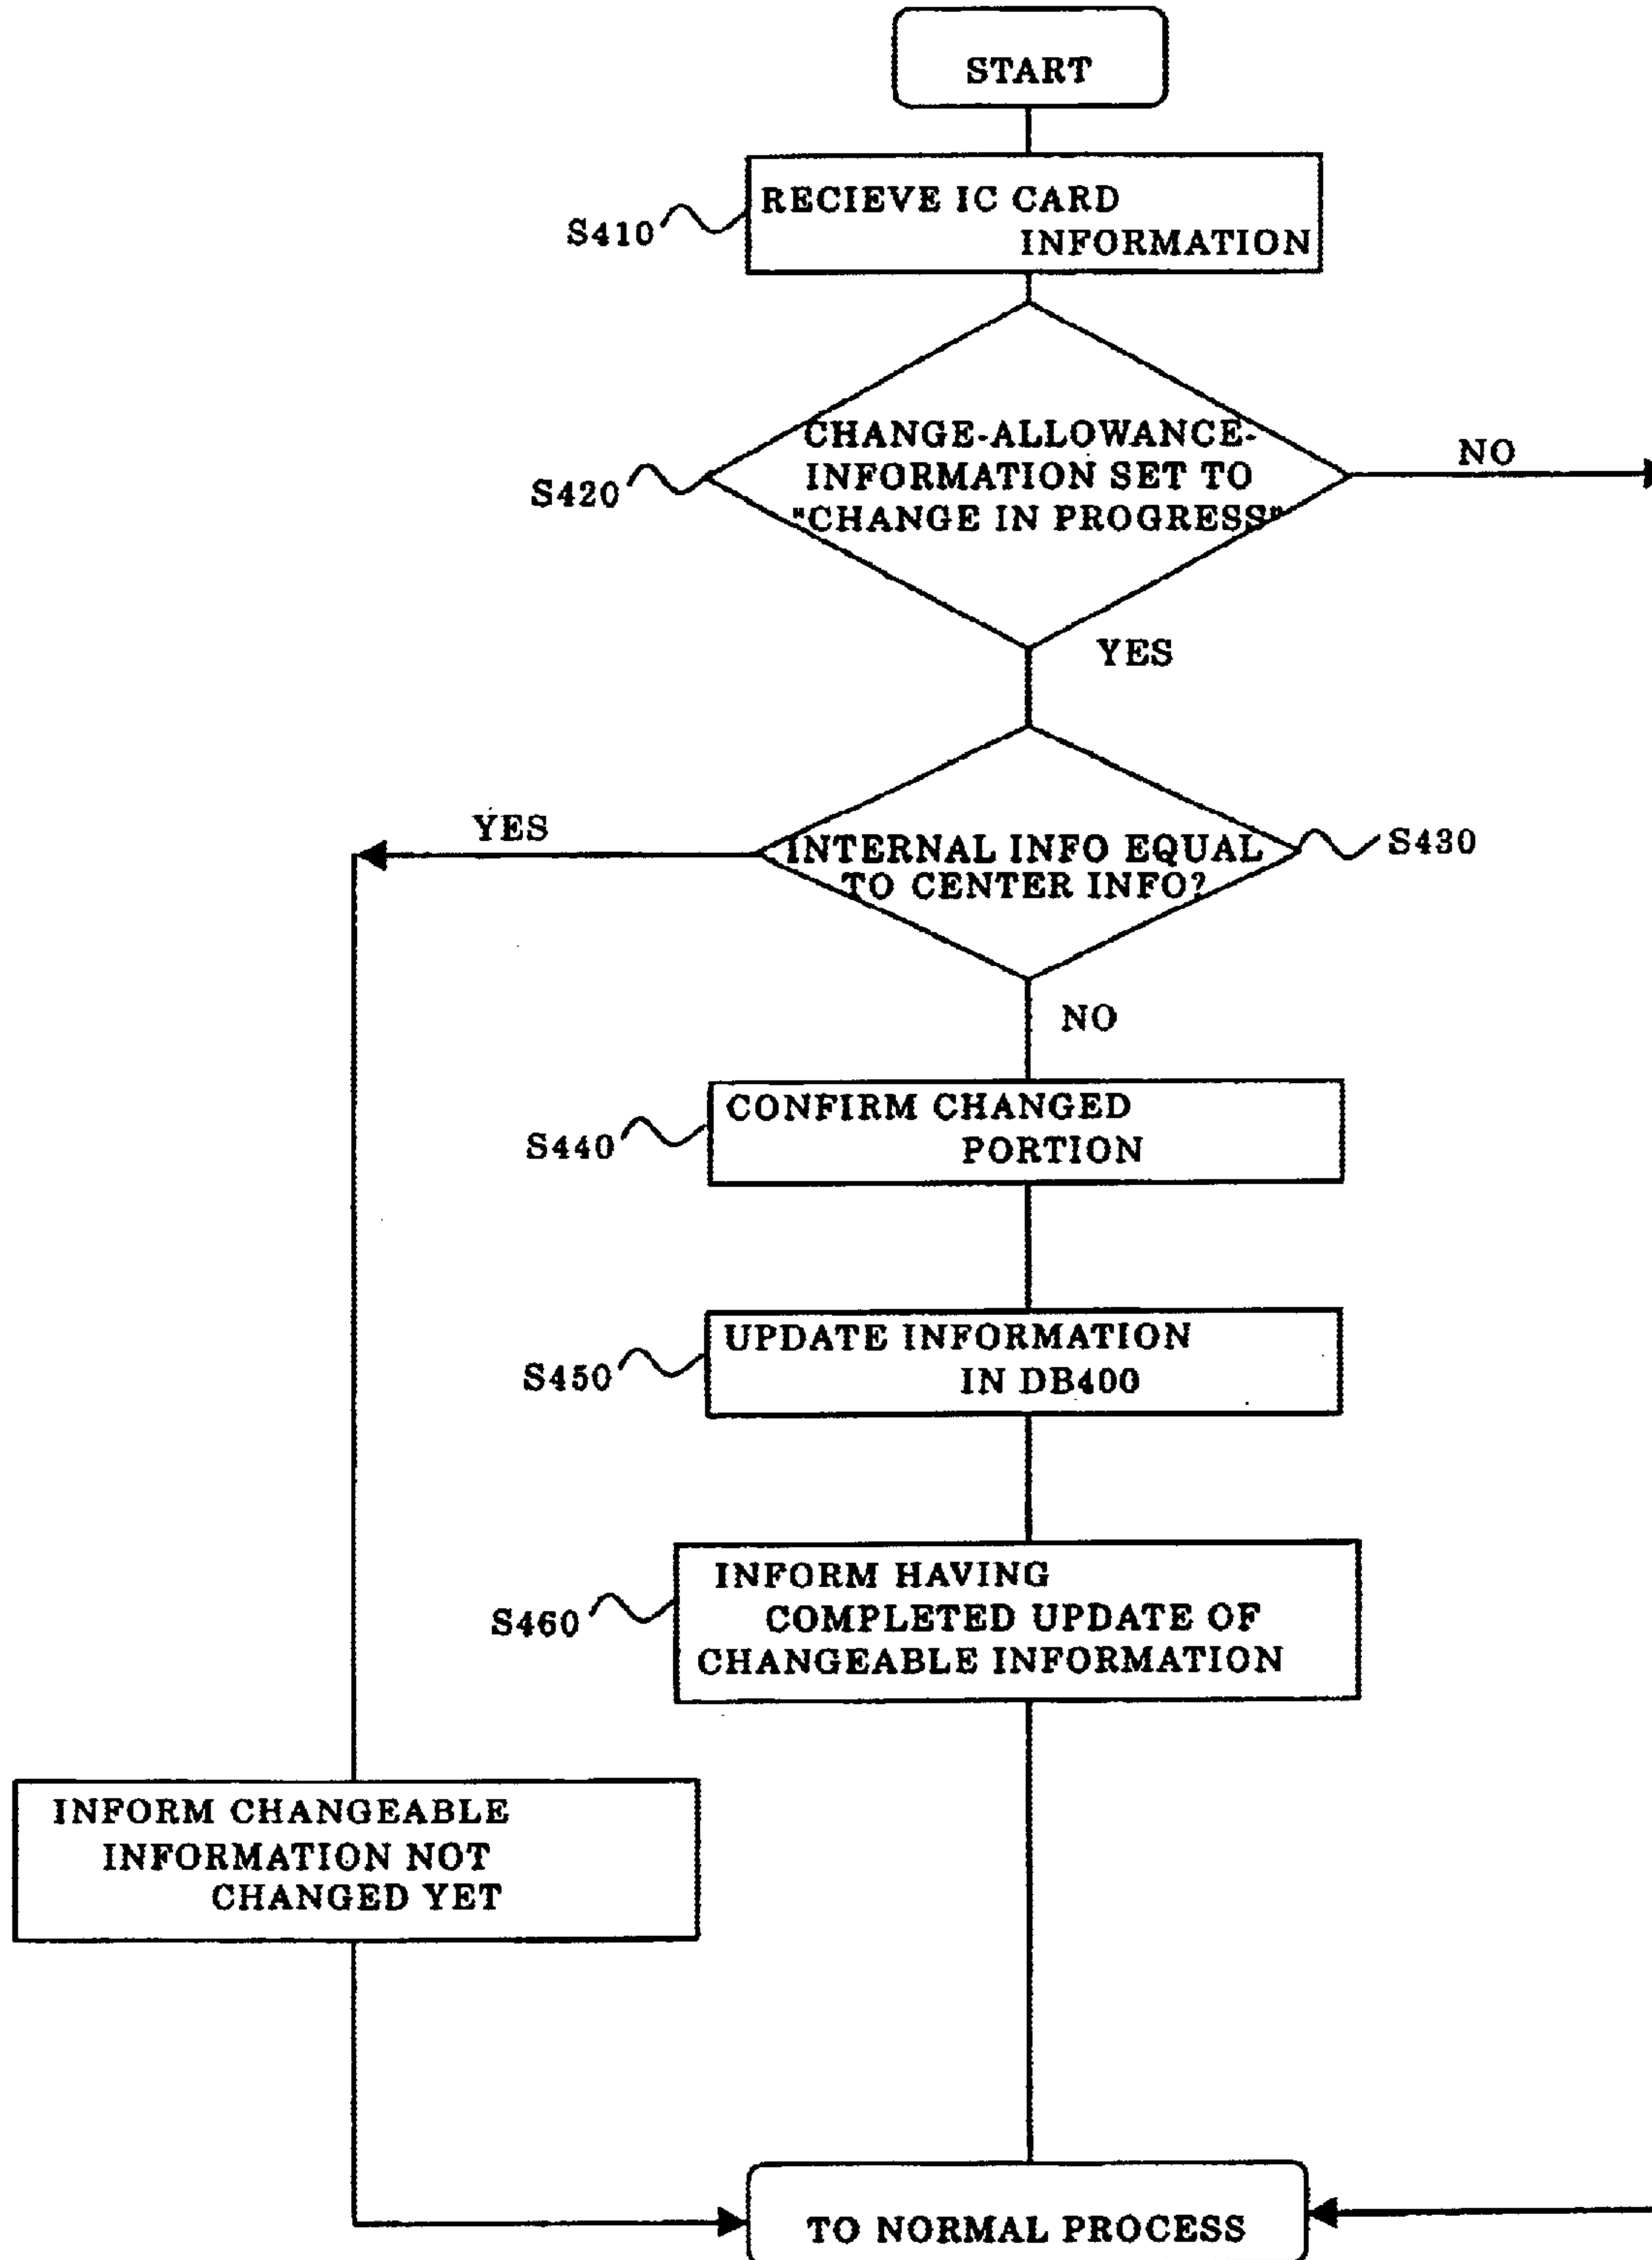 START
RECIEVE IC CARD
INFORMATION
S410
CHANGE-ALLOWANCE-
INFORMATION SET TO
"CHANGE IN PROGRESS"
S420
NO
YES
YES
INTERNAL INFO EQUAL
TO CENTER INFO?
S430
NO
CONFIRM CHANGED
PORTION
S440
UPDATE INFORMATION
IN DB400
S450
INFORM HAVING
COMPLETED UPDATE OF
CHANGEABLE INFORMATION
S460
INFORM CHANGEABLE
INFORMATION NOT
CHANGED YET
TO NORMAL PROCESS